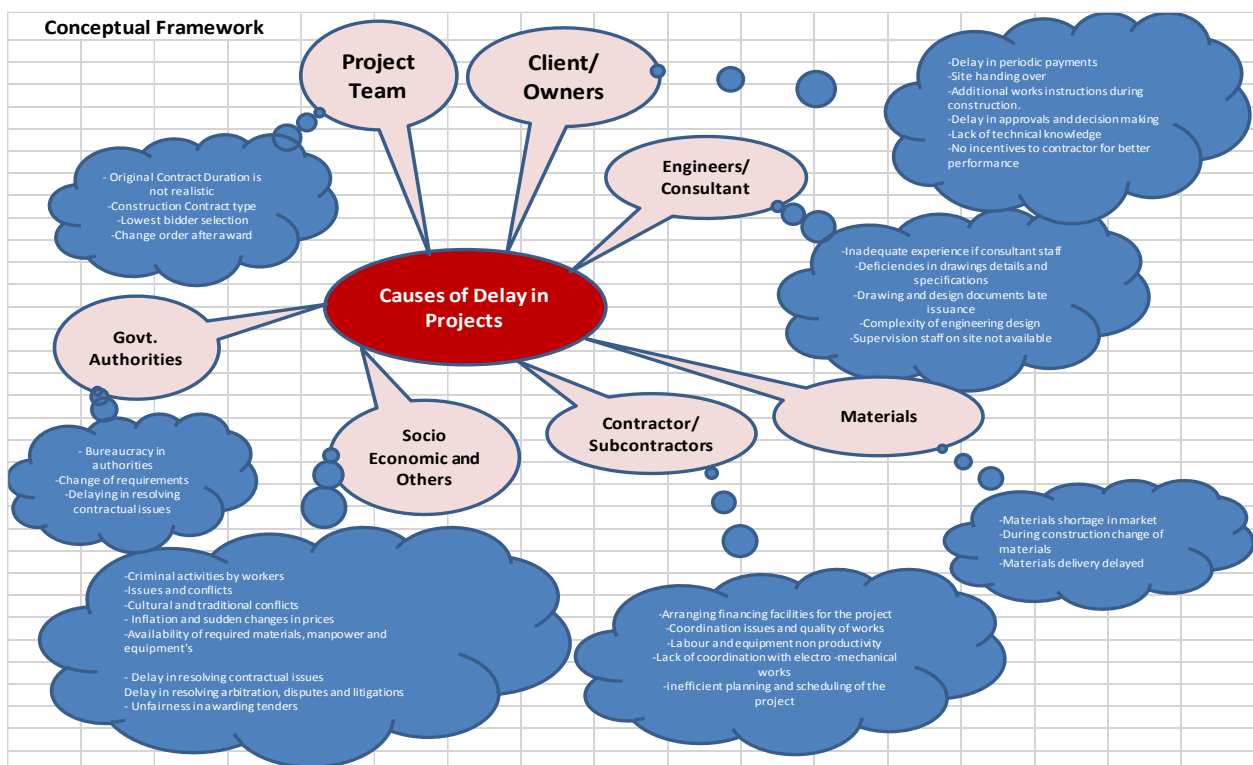 Conceptual Framework
Project
Team
Client/
Owners
-Delay in periodic payments
-Site handing over
-Additional works instructions during
construction.
-Delay in approvals and decision making
-Lack of technical knowledge
-No incentives to contractor for better
performance
Engineers/
Consultant
- Original Contract Duration is
not realistic
-Construction Contract type
-Lowest bidder selection
-Change order after award
-Inadequate experience if consultant staff
-Deficiencies in drawings details and
specifications
-Drawing and design documents late
issuance
-Complexity of engineering design
-Supervision staff on site not available
Causes of Delay in
Projects
Govt.
Authorities
Socio
Economic and
Others
Contractor/
Subcontractors
Materials
- Bureaucracy in
authorities
-Change of requirements
-Delaying in resolving
contractual issues
-Materials shortage in market
-During construction change of
materials
-Materials delivery delayed
-Criminal activities by workers
-Issues and conflicts
-Cultural and traditional conflicts
- Inflation and sudden changes in prices
-Availability of required materials, manpower and
equipment's
- Delay in resolving contractual issues
Delay in resolving arbitration, disputes and litigations
- Unfairness in awarding tenders
-Arranging financing facilities for the project
-Coordination issues and quality of works
-Labour and equipment non productivity
-Lack of coordination with electro -mechanical
works
-inefficient planning and scheduling of the
project